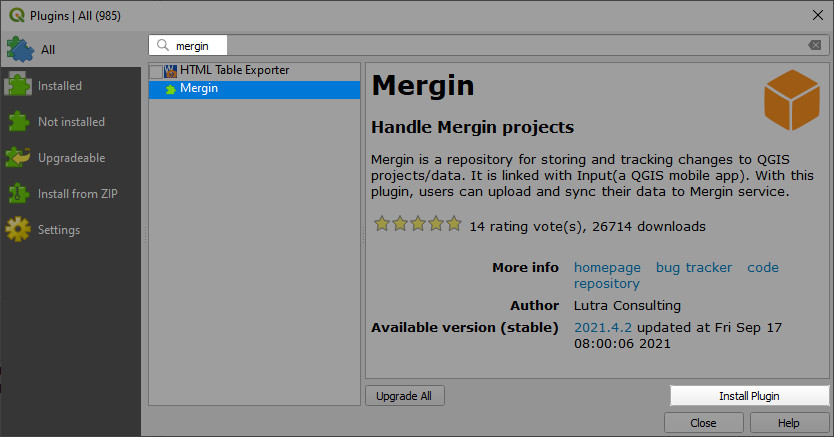 Plugins | All (985)
All
mergin
Installed
Not installed
Upgradeable
Install from ZIP
Settings
HTML Table Exporter
Mergin
Mergin
Handle Mergin projects
Mergin is a repository for storing and tracking changes to QGIS
projects/data. It is linked with Input(a QGIS mobile app). With this
plugin, users can upload and sync their data to Mergin service.
14 rating vote(s), 26714 downloads
More info homepage bug tracker code
repository
Author Lutra Consulting
Available version (stable) 2021.4.2 updated at Fri Sep 17
08:00:06 2021
Upgrade All
Install Plugin
Close
Help